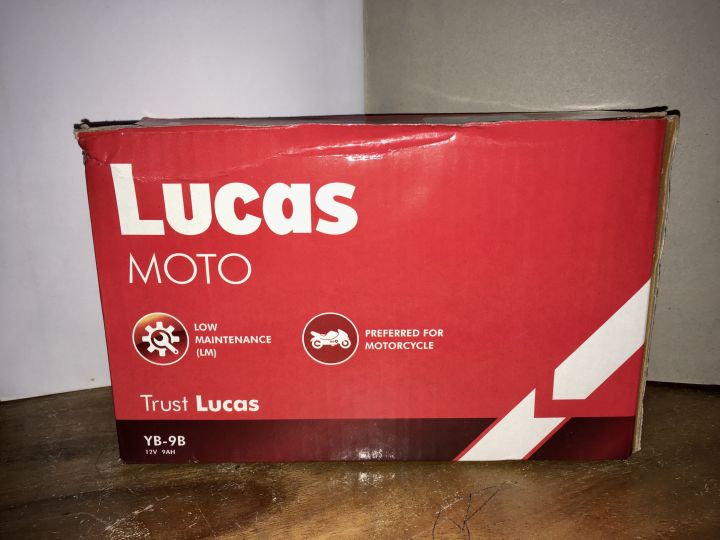 Lucas
MOTO
LOW
MAINTENANCE
(LM)
PREFERRED FOR
MOTORCYCLE
Trust Lucas
YB-9B
12V 9AH